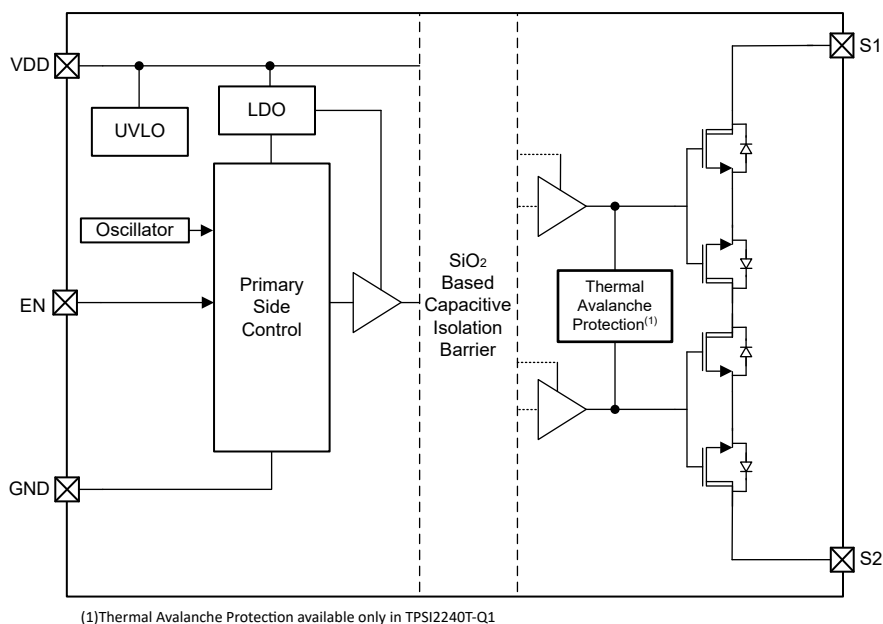 VDD
UVLO
LDO
Oscillator
EN
Primary
Side
Control
GND
SiO₂
Based
Capacitive
Isolation
Barrier
Thermal
Avalanche
Protection⁽¹⁾
S1
S2
(1)Thermal Avalanche Protection available only in TPSI2240T-Q1